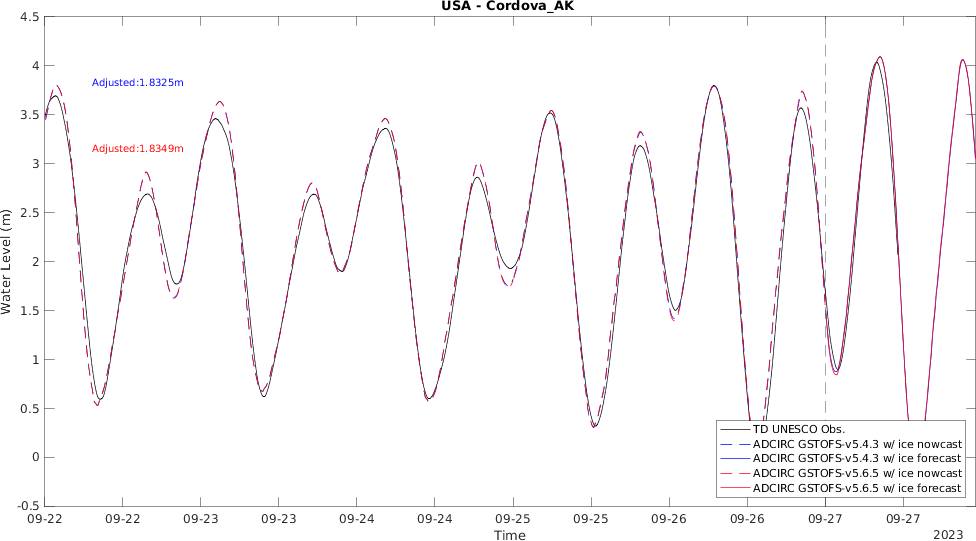 USA - Cordova_AK
4.5
4
3.5
3
2.5
2
1.5
1
0.5
0
-0.5
Water Level (m)
Adjusted:1.8325m
Adjusted:1.8349m
TD UNESCO Obs.
ADCIRC GSTOFS-v5.4.3 w/ ice nowcast
ADCIRC GSTOFS-v5.4.3 w/ ice forecast
ADCIRC GSTOFS-v5.6.5 w/ ice nowcast
ADCIRC GSTOFS-v5.6.5 w/ ice forecast
09-22 09-22 09-23 09-23 09-24 09-24 09-25 09-25 09-26 09-26 09-27 09-27
Time
2023